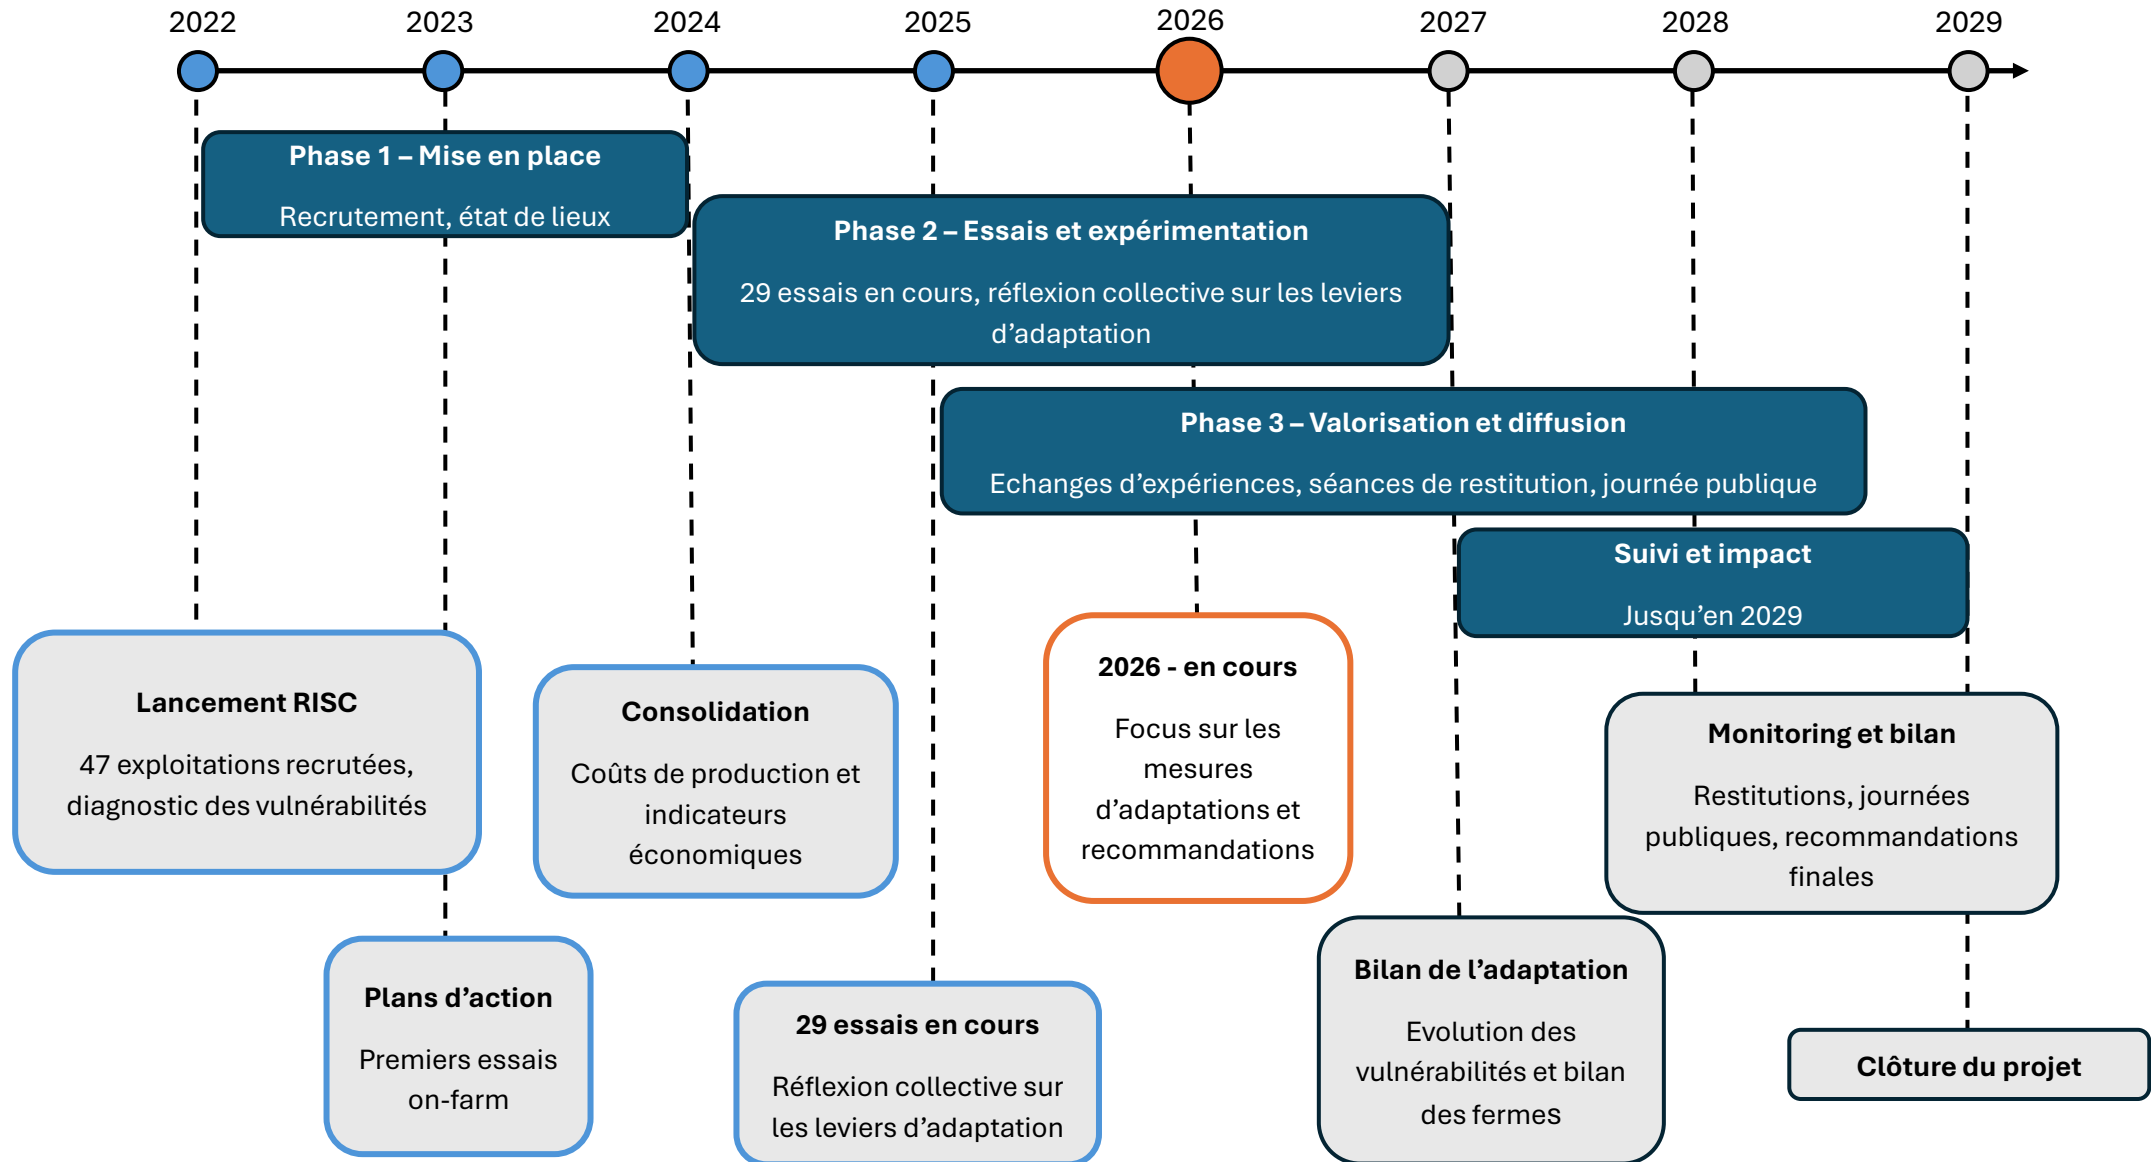 2022
2023
2024
2025
2026
2027
2028
2029
Phase 1 – Mise en place
Recrutement, état de lieux
Phase 2 – Essais et expérimentation
29 essais en cours, réflexion collective sur les leviers
d’adaptation
Phase 3 – Valorisation et diffusion
Echanges d’expériences, séances de restitution, journée publique
Suivi et impact
Jusqu’en 2029
Lancement RISC
47 exploitations recrutées,
diagnostic des vulnérabilités
Plans d’action
Premiers essais
on-farm
Consolidation
Coûts de production et
indicateurs
économiques
29 essais en cours
Réflexion collective sur
les leviers d’adaptation
2026 - en cours
Focus sur les
mesures
d’adaptations et
recommandations
Bilan de l’adaptation
Evolution des
vulnérabilités et bilan
des fermes
Monitoring et bilan
Restitutions, journées
publiques, recommandations
finales
Clôture du projet